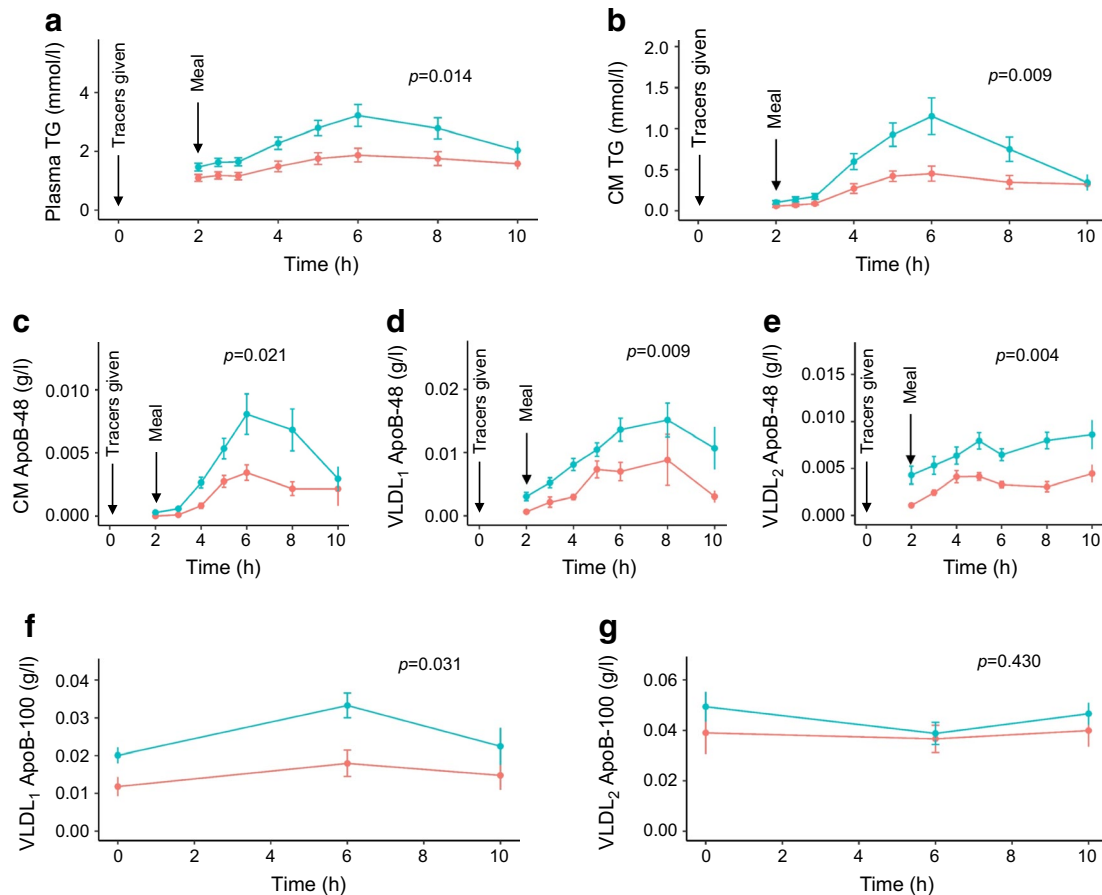 a
Plasma TG (mmol/l)
4
2
0
Tracers given
Meal
p=0.014
0 2 4 6 8 10
Time (h)
b
CM TG (mmol/l)
2.0
1.5
1.0
0.5
0.0
Tracers given
Meal
p=0.009
0 2 4 6 8 10
Time (h)
c
CM ApoB-48 (g/l)
0.010
0.005
0.000
Tracers given
Meal
p=0.021
0 2 4 6 8 10
Time (h)
d
VLDL1 ApoB-48 (g/l)
0.02
0.01
0.00
Tracers given
Meal
p=0.009
0 2 4 6 8 10
Time (h)
e
VLDL2 ApoB-48 (g/l)
0.015
0.010
0.005
0.000
Tracers given
Meal
p=0.004
0 2 4 6 8 10
Time (h)
f
VLDL1 ApoB-100 (g/l)
0.04
0.03
0.02
0.01
0.00
p=0.031
0 2 4 6 8 10
Time (h)
g
VLDL2 ApoB-100 (g/l)
0.06
0.04
0.02
0.00
p=0.430
0 2 4 6 8 10
Time (h)